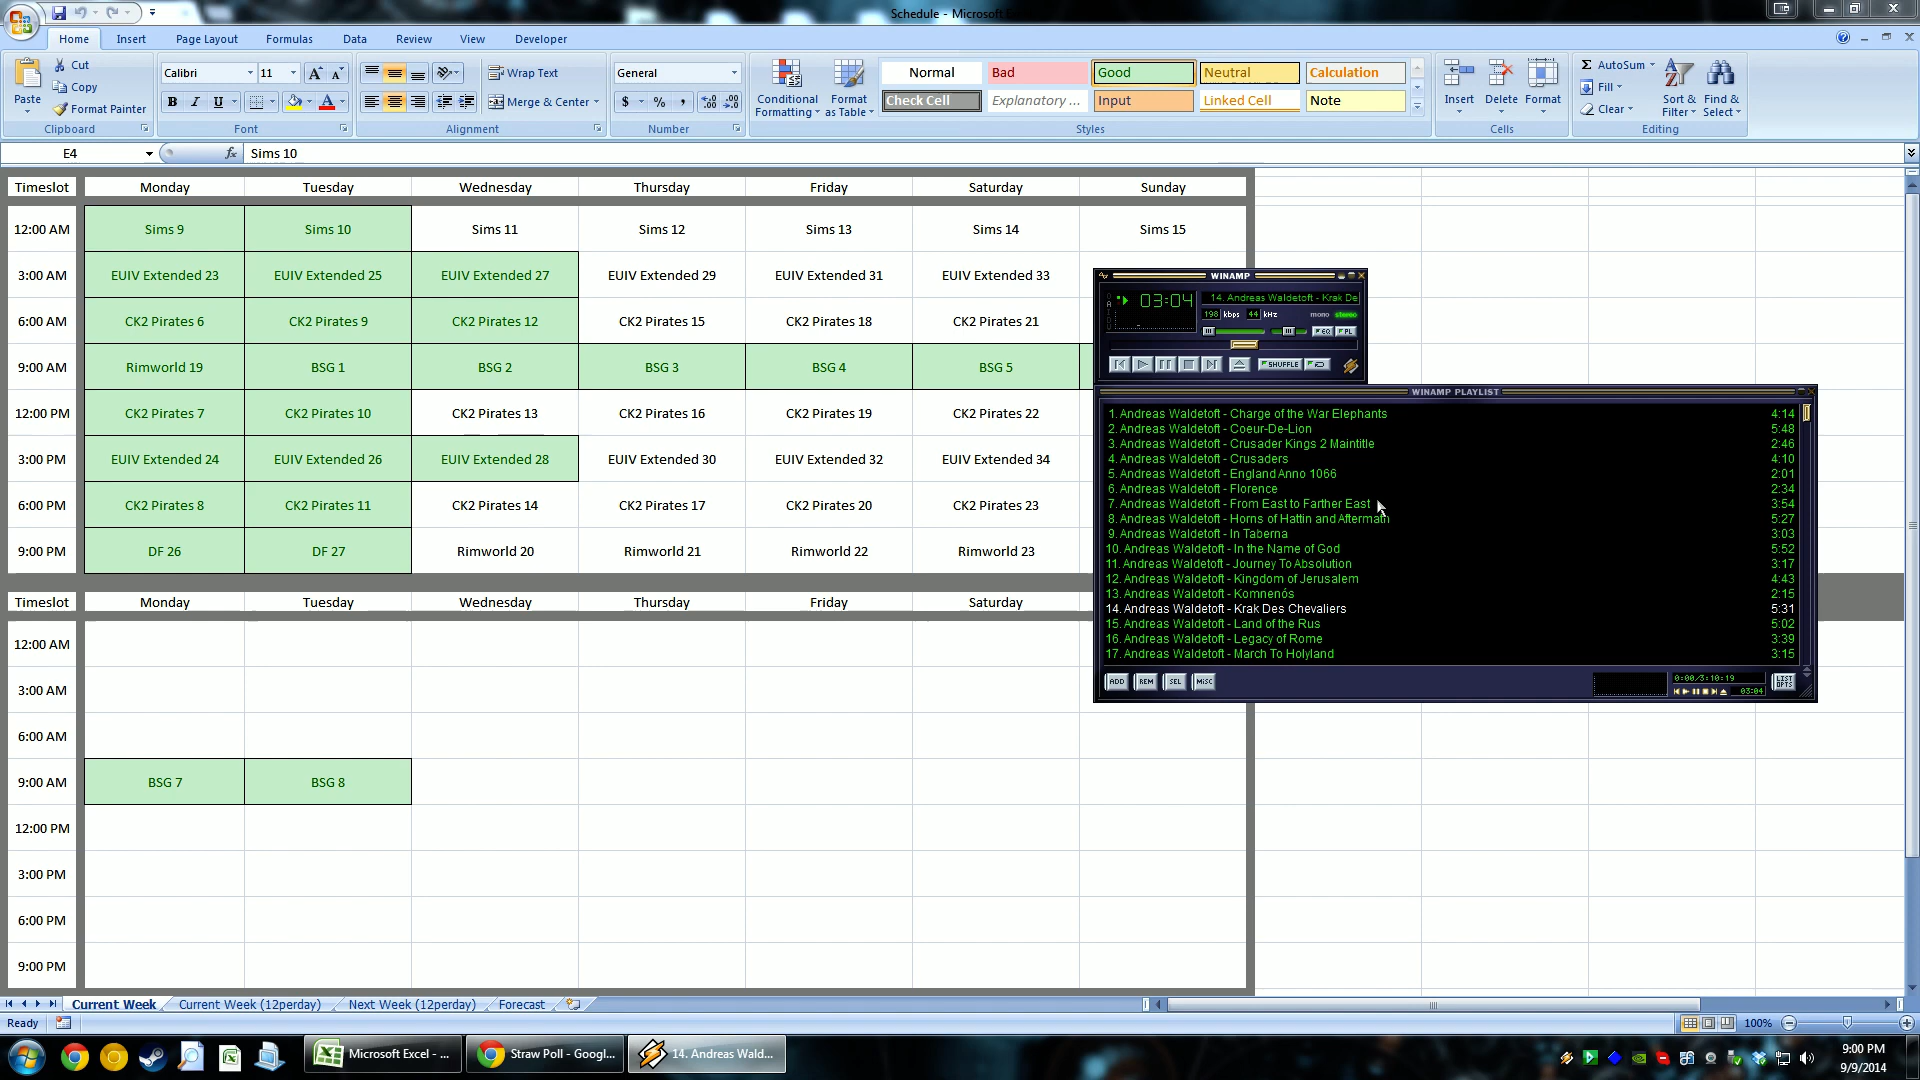 Schedule - Microsoft E
Home Insert Page Layout Formulas Data Review View Developer
Paste
Cut
Copy
Format Painter
Clipboard
Calibri 11
B I U
Font
Wrap Text
Merge & Center
Alignment
General
$ % ,
Number
Conditional Formatting
Format as Table
Normal Bad Good Neutral Calculation
Check Cell Explanatory ... Input Linked Cell Note
Styles
Insert Delete Format
Cells
Σ AutoSum
Fill
Clear
Sort & Filter
Find & Select
Editing
E4 fx Sims 10
Timeslot Monday Tuesday Wednesday Thursday Friday Saturday Sunday
12:00 AM Sims 9 Sims 10 Sims 11 Sims 12 Sims 13 Sims 14 Sims 15
3:00 AM EUIV Extended 23 EUIV Extended 25 EUIV Extended 27 EUIV Extended 29 EUIV Extended 31 EUIV Extended 33
6:00 AM CK2 Pirates 6 CK2 Pirates 9 CK2 Pirates 12 CK2 Pirates 15 CK2 Pirates 18 CK2 Pirates 21
9:00 AM Rimworld 19 BSG 1 BSG 2 BSG 3 BSG 4 BSG 5
12:00 PM CK2 Pirates 7 CK2 Pirates 10 CK2 Pirates 13 CK2 Pirates 16 CK2 Pirates 19 CK2 Pirates 22
3:00 PM EUIV Extended 24 EUIV Extended 26 EUIV Extended 28 EUIV Extended 30 EUIV Extended 32 EUIV Extended 34
6:00 PM CK2 Pirates 8 CK2 Pirates 11 CK2 Pirates 14 CK2 Pirates 17 CK2 Pirates 20 CK2 Pirates 23
9:00 PM DF 26 DF 27 Rimworld 20 Rimworld 21 Rimworld 22 Rimworld 23
Timeslot Monday Tuesday Wednesday Thursday Friday Saturday
12:00 AM
3:00 AM
6:00 AM
9:00 AM BSG 7 BSG 8
12:00 PM
3:00 PM
6:00 PM
9:00 PM
WINAMP
03:04 14. Andreas Waldetoft - Krak De
198 kbps 44 kHz mono stereo
EQ PL
SHUFFLE
WINAMP PLAYLIST
1. Andreas Waldetoft - Charge of the War Elephants 4:14
2. Andreas Waldetoft - Coeur-De-Lion 5:48
3. Andreas Waldetoft - Crusader Kings 2 Maintitle 2:46
4. Andreas Waldetoft - Crusaders 4:10
5. Andreas Waldetoft - England Anno 1066 2:01
6. Andreas Waldetoft - Florence 2:34
7. Andreas Waldetoft - From East to Farther East 3:54
8. Andreas Waldetoft - Horns of Hattin and Aftermath 5:27
9. Andreas Waldetoft - In Taberna 3:03
10. Andreas Waldetoft - In the Name of God 5:52
11. Andreas Waldetoft - Journey To Absolution 3:17
12. Andreas Waldetoft - Kingdom of Jerusalem 4:43
13. Andreas Waldetoft - Komnenós 2:15
14. Andreas Waldetoft - Krak Des Chevaliers 5:31
15. Andreas Waldetoft - Land of the Rus 5:02
16. Andreas Waldetoft - Legacy of Rome 3:39
17. Andreas Waldetoft - March To Holyland 3:15
ADD REM SEL MISC
0:00/3:10:19
03:04
LIST OPTS
Current Week Current Week (12perday) Next Week (12perday) Forecast
Ready 100%
Microsoft Excel - ... Straw Poll - Googl... 14. Andreas Wald...
9:00 PM
9/9/2014